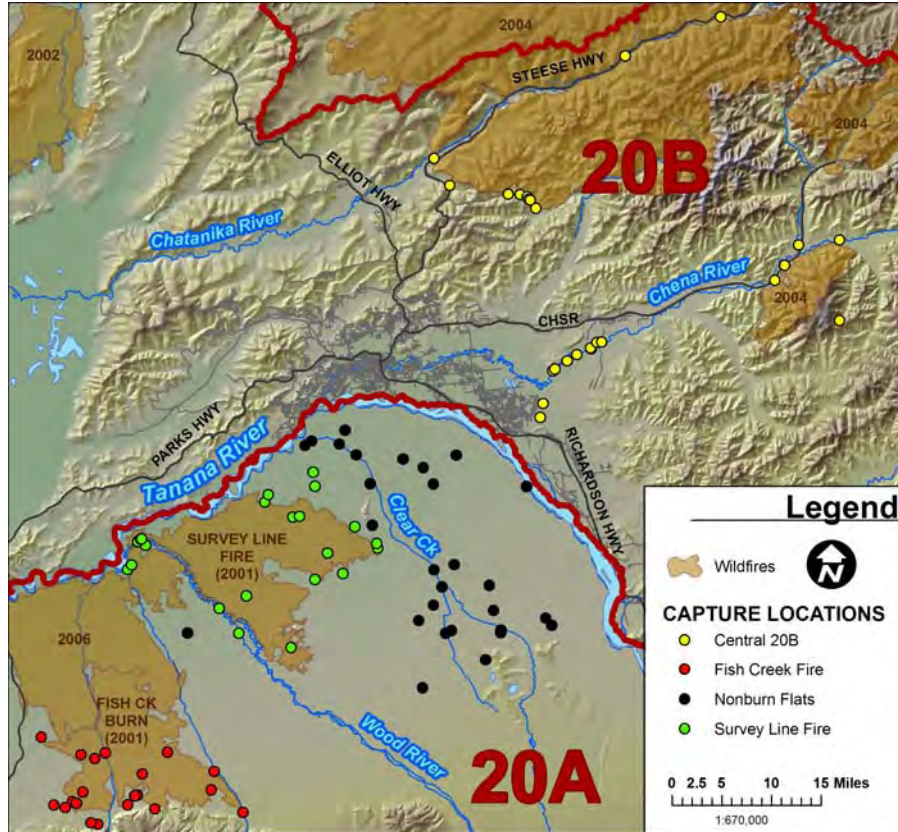 2004
2002
STEESE HWY
2004
20B
ELLIOT HWY
Chatanika River
Chena River
2004
CHSR
PARKS HWY
Tanana River
RICHARDSON HWY
Clear Ck
SURVEY LINE
FIRE
(2001)
2006
FISH CK
BURN
(2001)
Wood River
20A
Legend
Wildfires
N
CAPTURE LOCATIONS
Central 20B
Fish Creek Fire
Nonburn Flats
Survey Line Fire
0 2.5 5 10 15 Miles
1:670,000